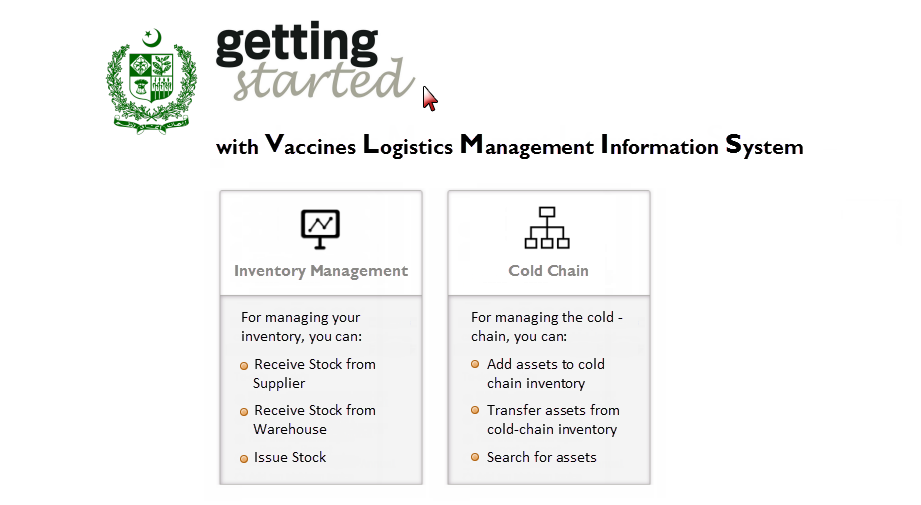 getting
started
with Vaccines Logistics Management Information System
Inventory Management
For managing your
inventory, you can:
Receive Stock from
Supplier
Receive Stock from
Warehouse
Issue Stock
Cold Chain
For managing the cold -
chain, you can:
Add assets to cold
chain inventory
Transfer assets from
cold-chain inventory
Search for assets